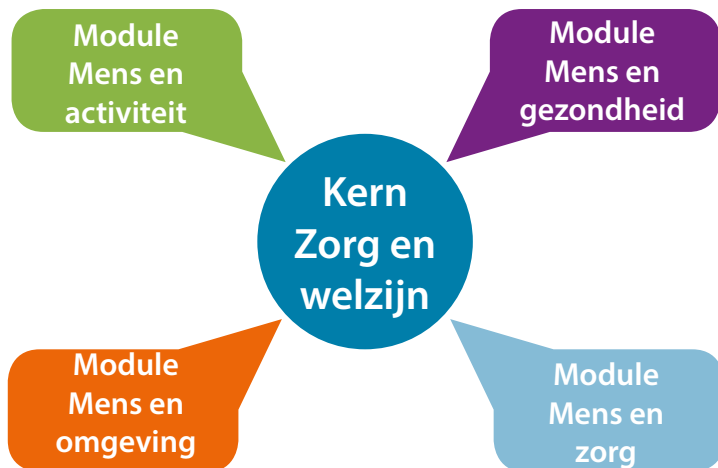 Module
Mens en
activiteit
Module
Mens en
gezondheid
Kern
Zorg en
welzijn
Module
Mens en
omgeving
Module
Mens en
zorg